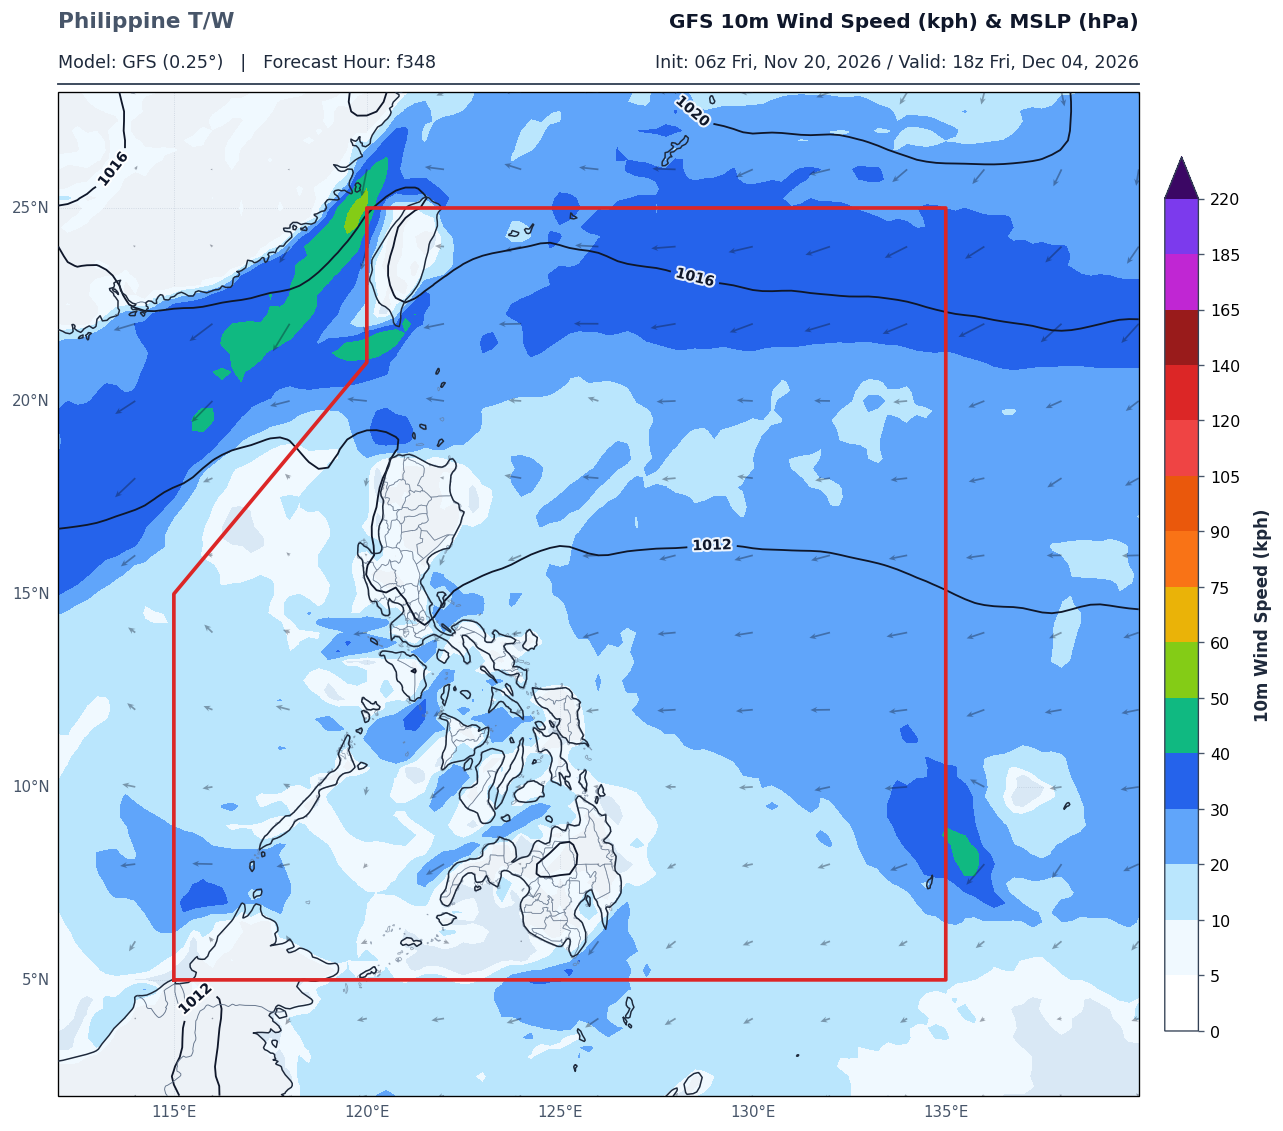 Philippine T/W
GFS 10m Wind Speed (kph) & MSLP (hPa)
Model: GFS (0.25°)   |   Forecast Hour: f348
Init: 06z Fri, Nov 20, 2026 / Valid: 18z Fri, Dec 04, 2026
1020
1016
1016
1012
1012
25°N
20°N
15°N
10°N
5°N
115°E
120°E
125°E
130°E
135°E
220
185
165
140
120
105
90
75
60
50
40
30
20
10
5
0
10m Wind Speed (kph)